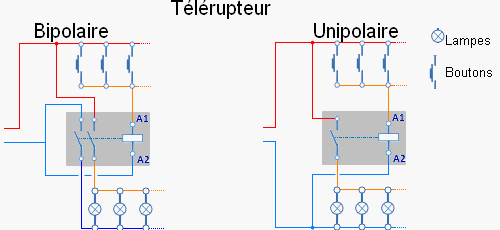 Télérupteur
Bipolaire
Unipolaire
Lampes
Boutons
A1
A2
A1
A2